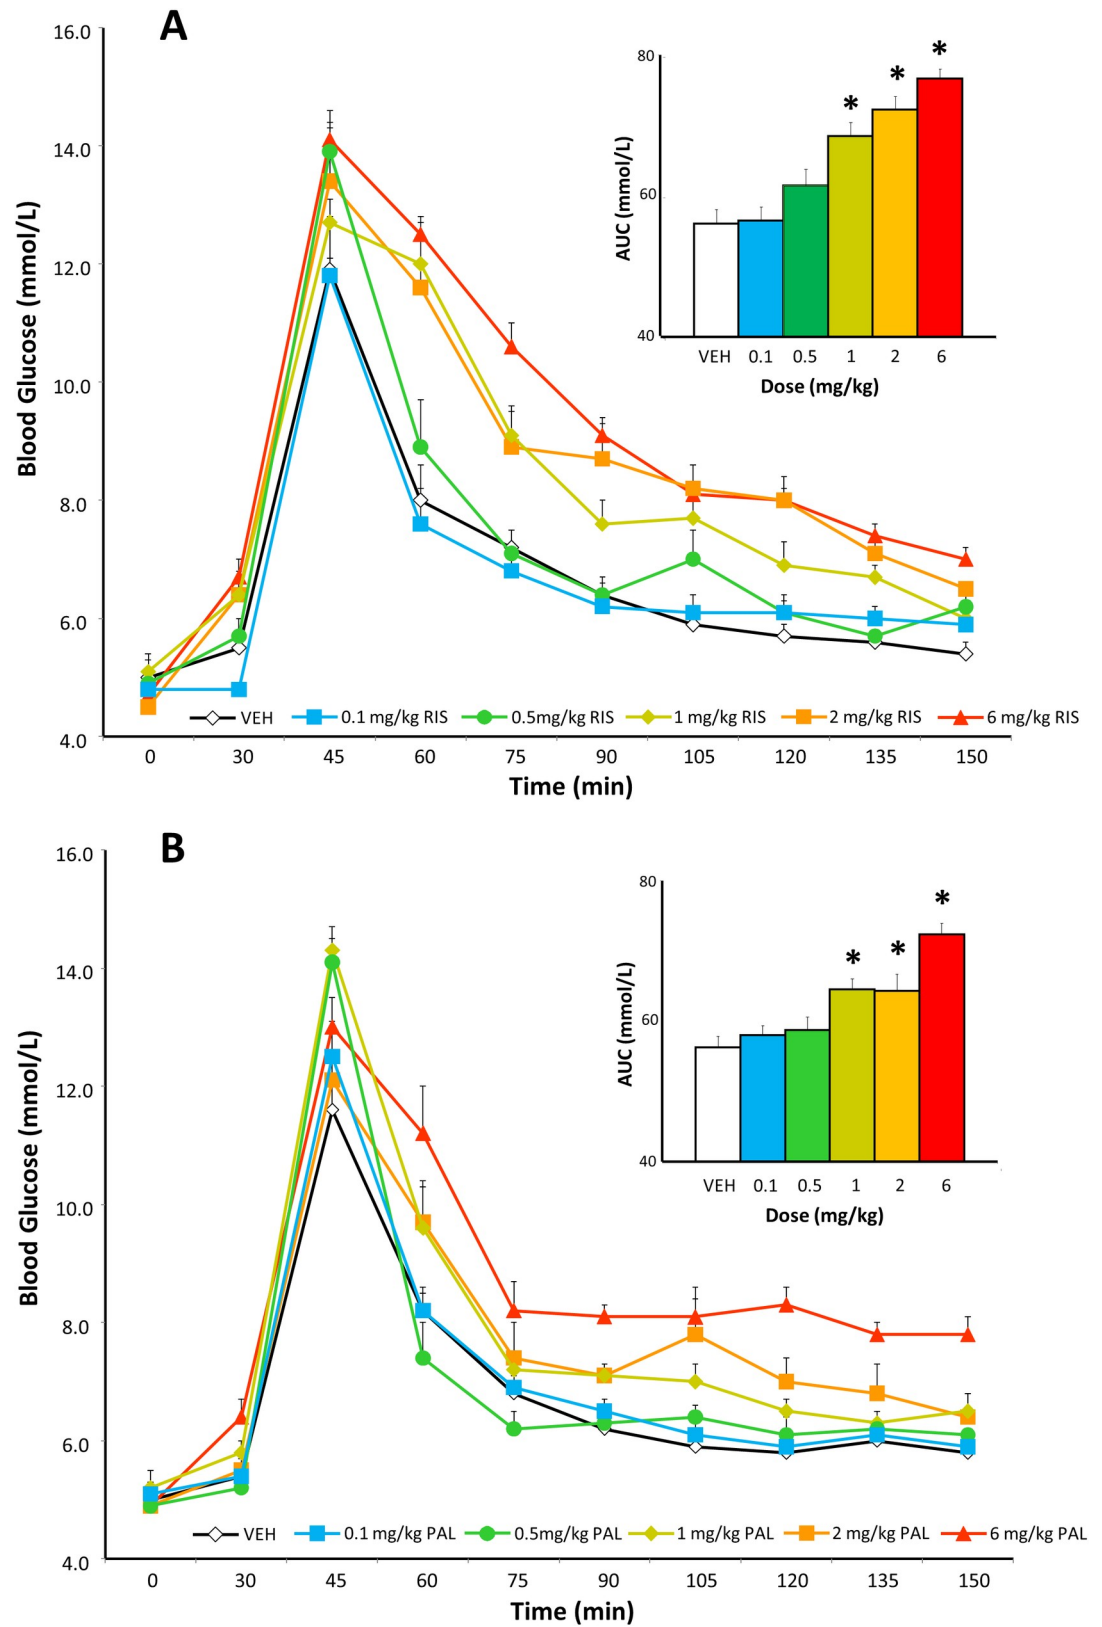 A
16.0
14.0
12.0
10.0
8.0
6.0
4.0
Blood Glucose (mmol/L)
80
60
40
AUC (mmol/L)
* * *
VEH 0.1 0.5 1 2 6
Dose (mg/kg)
VEH 0.1 mg/kg RIS 0.5mg/kg RIS 1 mg/kg RIS 2 mg/kg RIS 6 mg/kg RIS
0 30 45 60 75 90 105 120 135 150
Time (min)
B
16.0
14.0
12.0
10.0
8.0
6.0
4.0
Blood Glucose (mmol/L)
80
60
40
AUC (mmol/L)
* * *
VEH 0.1 0.5 1 2 6
Dose (mg/kg)
VEH 0.1 mg/kg PAL 0.5mg/kg PAL 1 mg/kg PAL 2 mg/kg PAL 6 mg/kg PAL
0 30 45 60 75 90 105 120 135 150
Time (min)